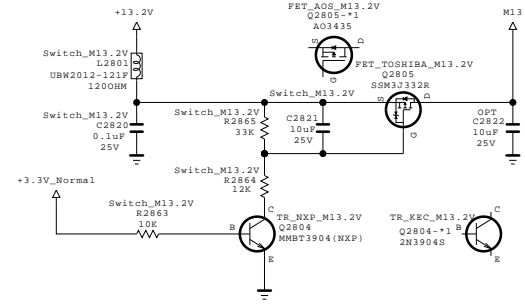 +13.2V
FET_AOS_M13.2V
Q2805-*1
AO3435
M13
S
D
G
Switch_M13.2V
L2801
UBW2012-121F
120OHM
FET_TOSHIBA_M13.2V
Q2805
SSM3J332R
S
D
G
Switch_M13.2V
Switch_M13.2V
C2820
0.1uF
25V
Switch_M13.2V
R2865
33K
C2821
10uF
25V
OPT
C2822
10uF
25V
Switch_M13.2V
R2864
12K
+3.3V_Normal
Switch_M13.2V
R2863
10K
B
C
E
TR_NXP_M13.2V
Q2804
MMBT3904(NXP)
TR_KEC_M13.2V
Q2804-*1
2N3904S
B
C
E